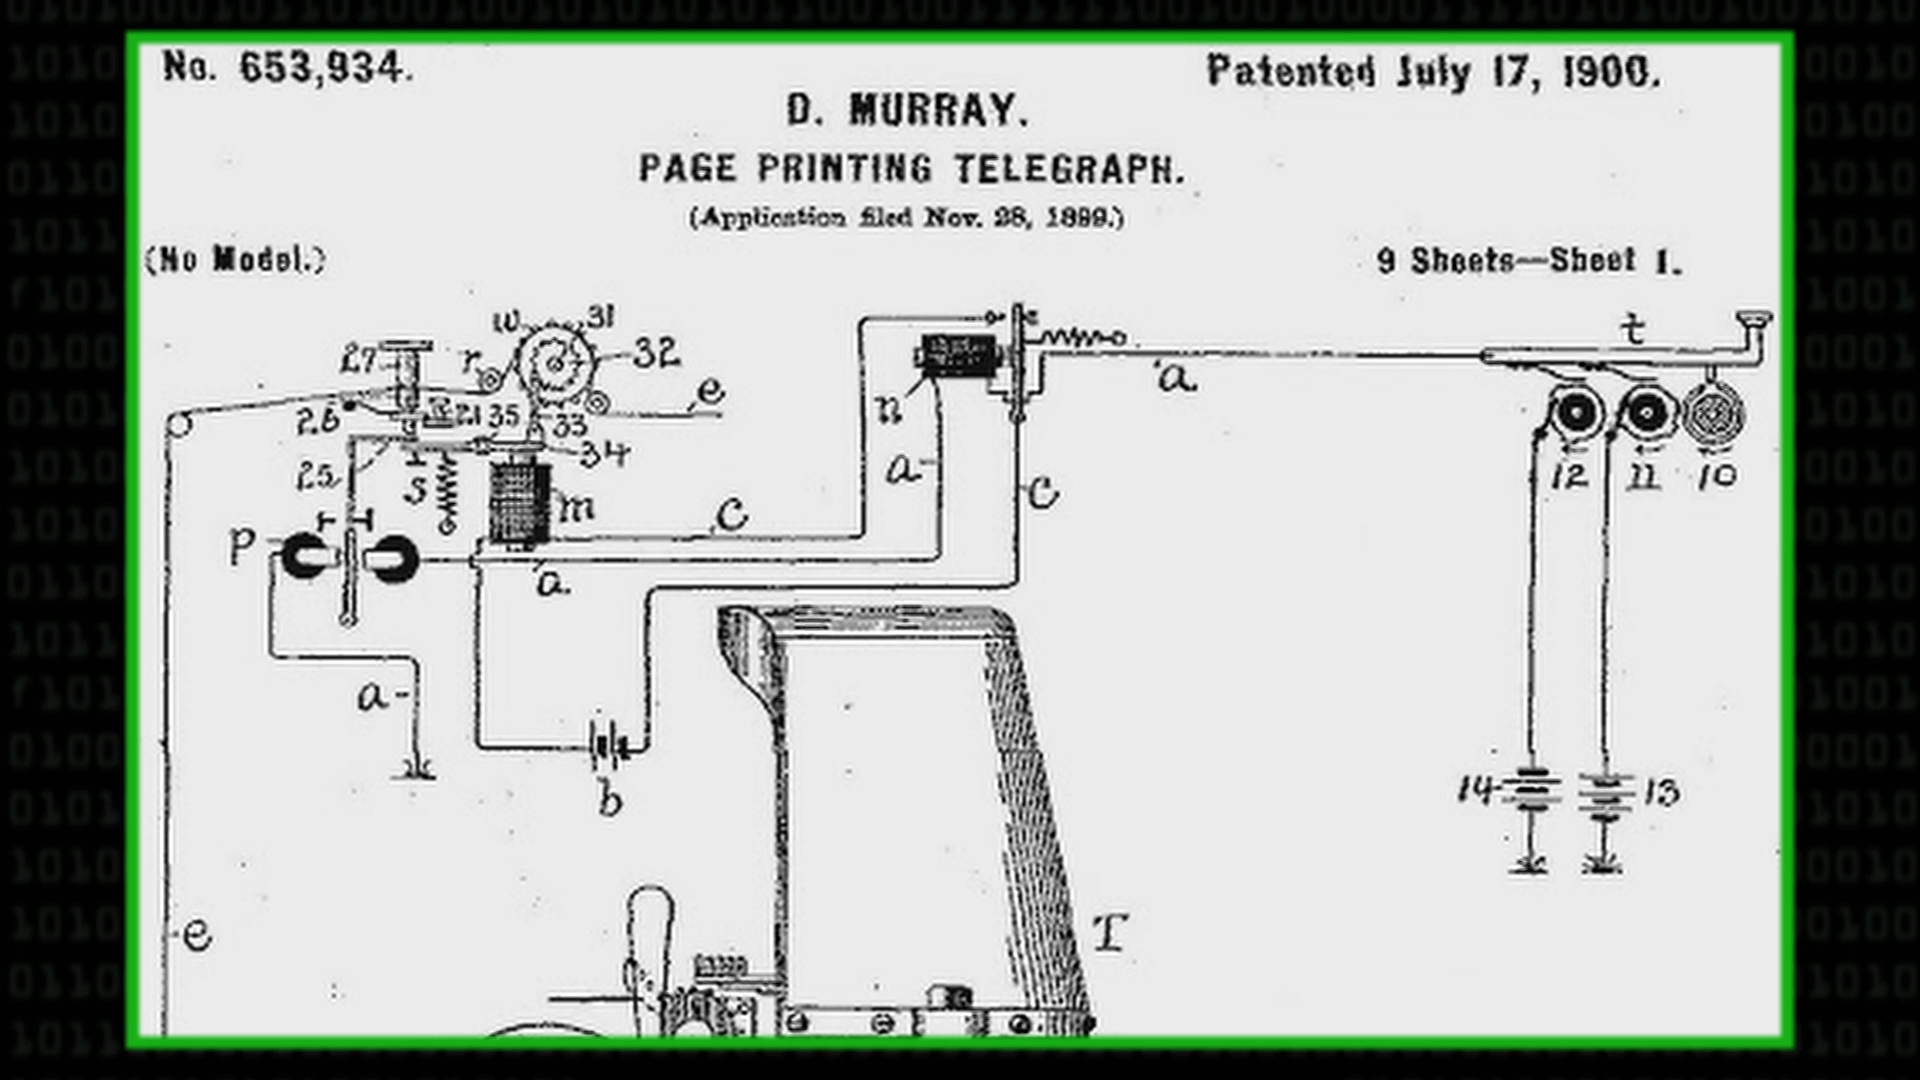 No. 653,934.
Patented July 17, 1900.
D. MURRAY.
PAGE PRINTING TELEGRAPH.
(Application filed Nov. 28, 1899.)
(No Model.)
9 Sheets—Sheet 1.
w 31
27 r 32
e
26 21 35 33
34
25 S m
n a
a C
t
12 11 10
p
C
a
a
b
14 13
e
T